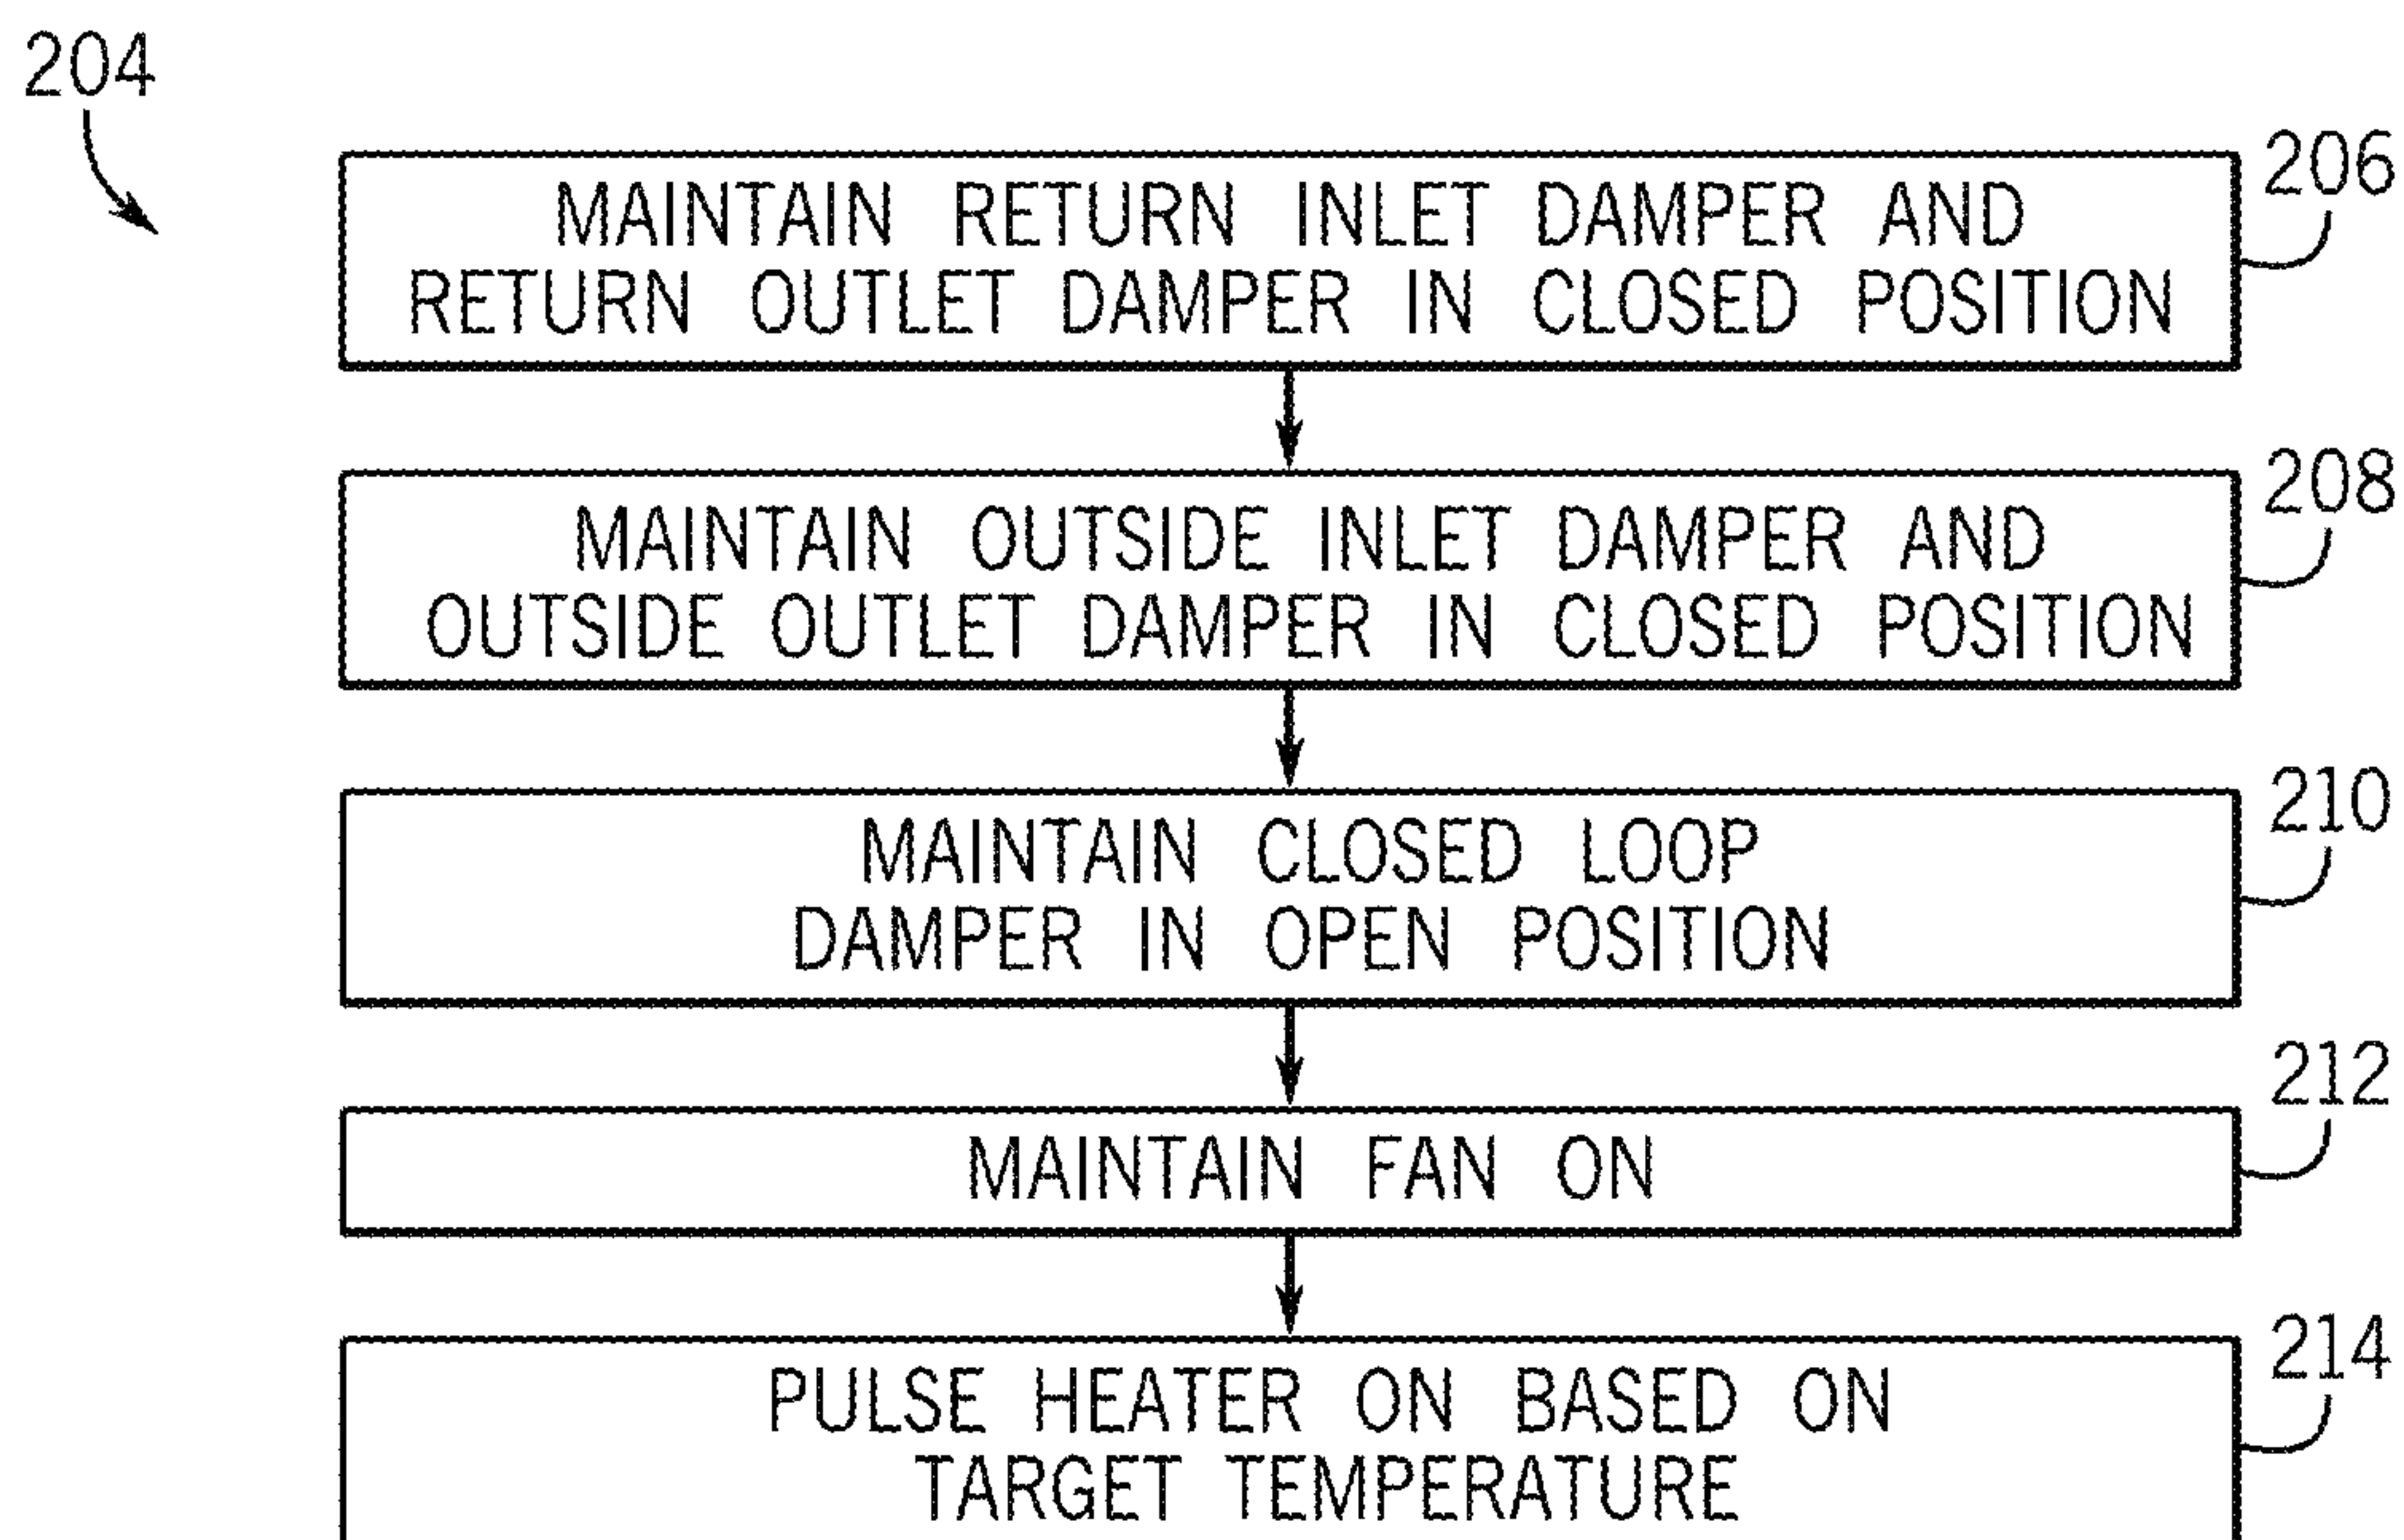 204
206
MAINTAIN RETURN INLET DAMPER AND
RETURN OUTLET DAMPER IN CLOSED POSITION
208
MAINTAIN OUTSIDE INLET DAMPER AND
OUTSIDE OUTLET DAMPER IN CLOSED POSITION
210
MAINTAIN CLOSED LOOP
DAMPER IN OPEN POSITION
212
MAINTAIN FAN ON
214
PULSE HEATER ON BASED ON
TARGET TEMPERATURE